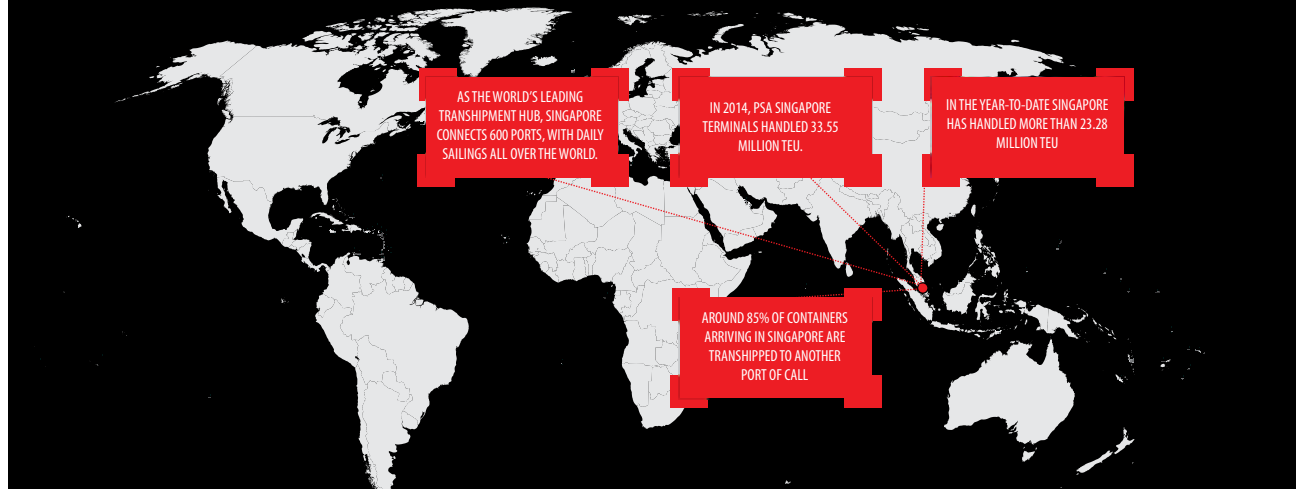 AS THE WORLD'S LEADING
TRANSHIPMENT HUB, SINGAPORE
CONNECTS 600 PORTS, WITH DAILY
SAILINGS ALL OVER THE WORLD.
IN 2014, PSA SINGAPORE
TERMINALS HANDLED 33.55
MILLION TEU.
IN THE YEAR-TO-DATE SINGAPORE
HAS HANDLED MORE THAN 23.28
MILLION TEU
AROUND 85% OF CONTAINERS
ARRIVING IN SINGAPORE ARE
TRANSHIPPED TO ANOTHER
PORT OF CALL